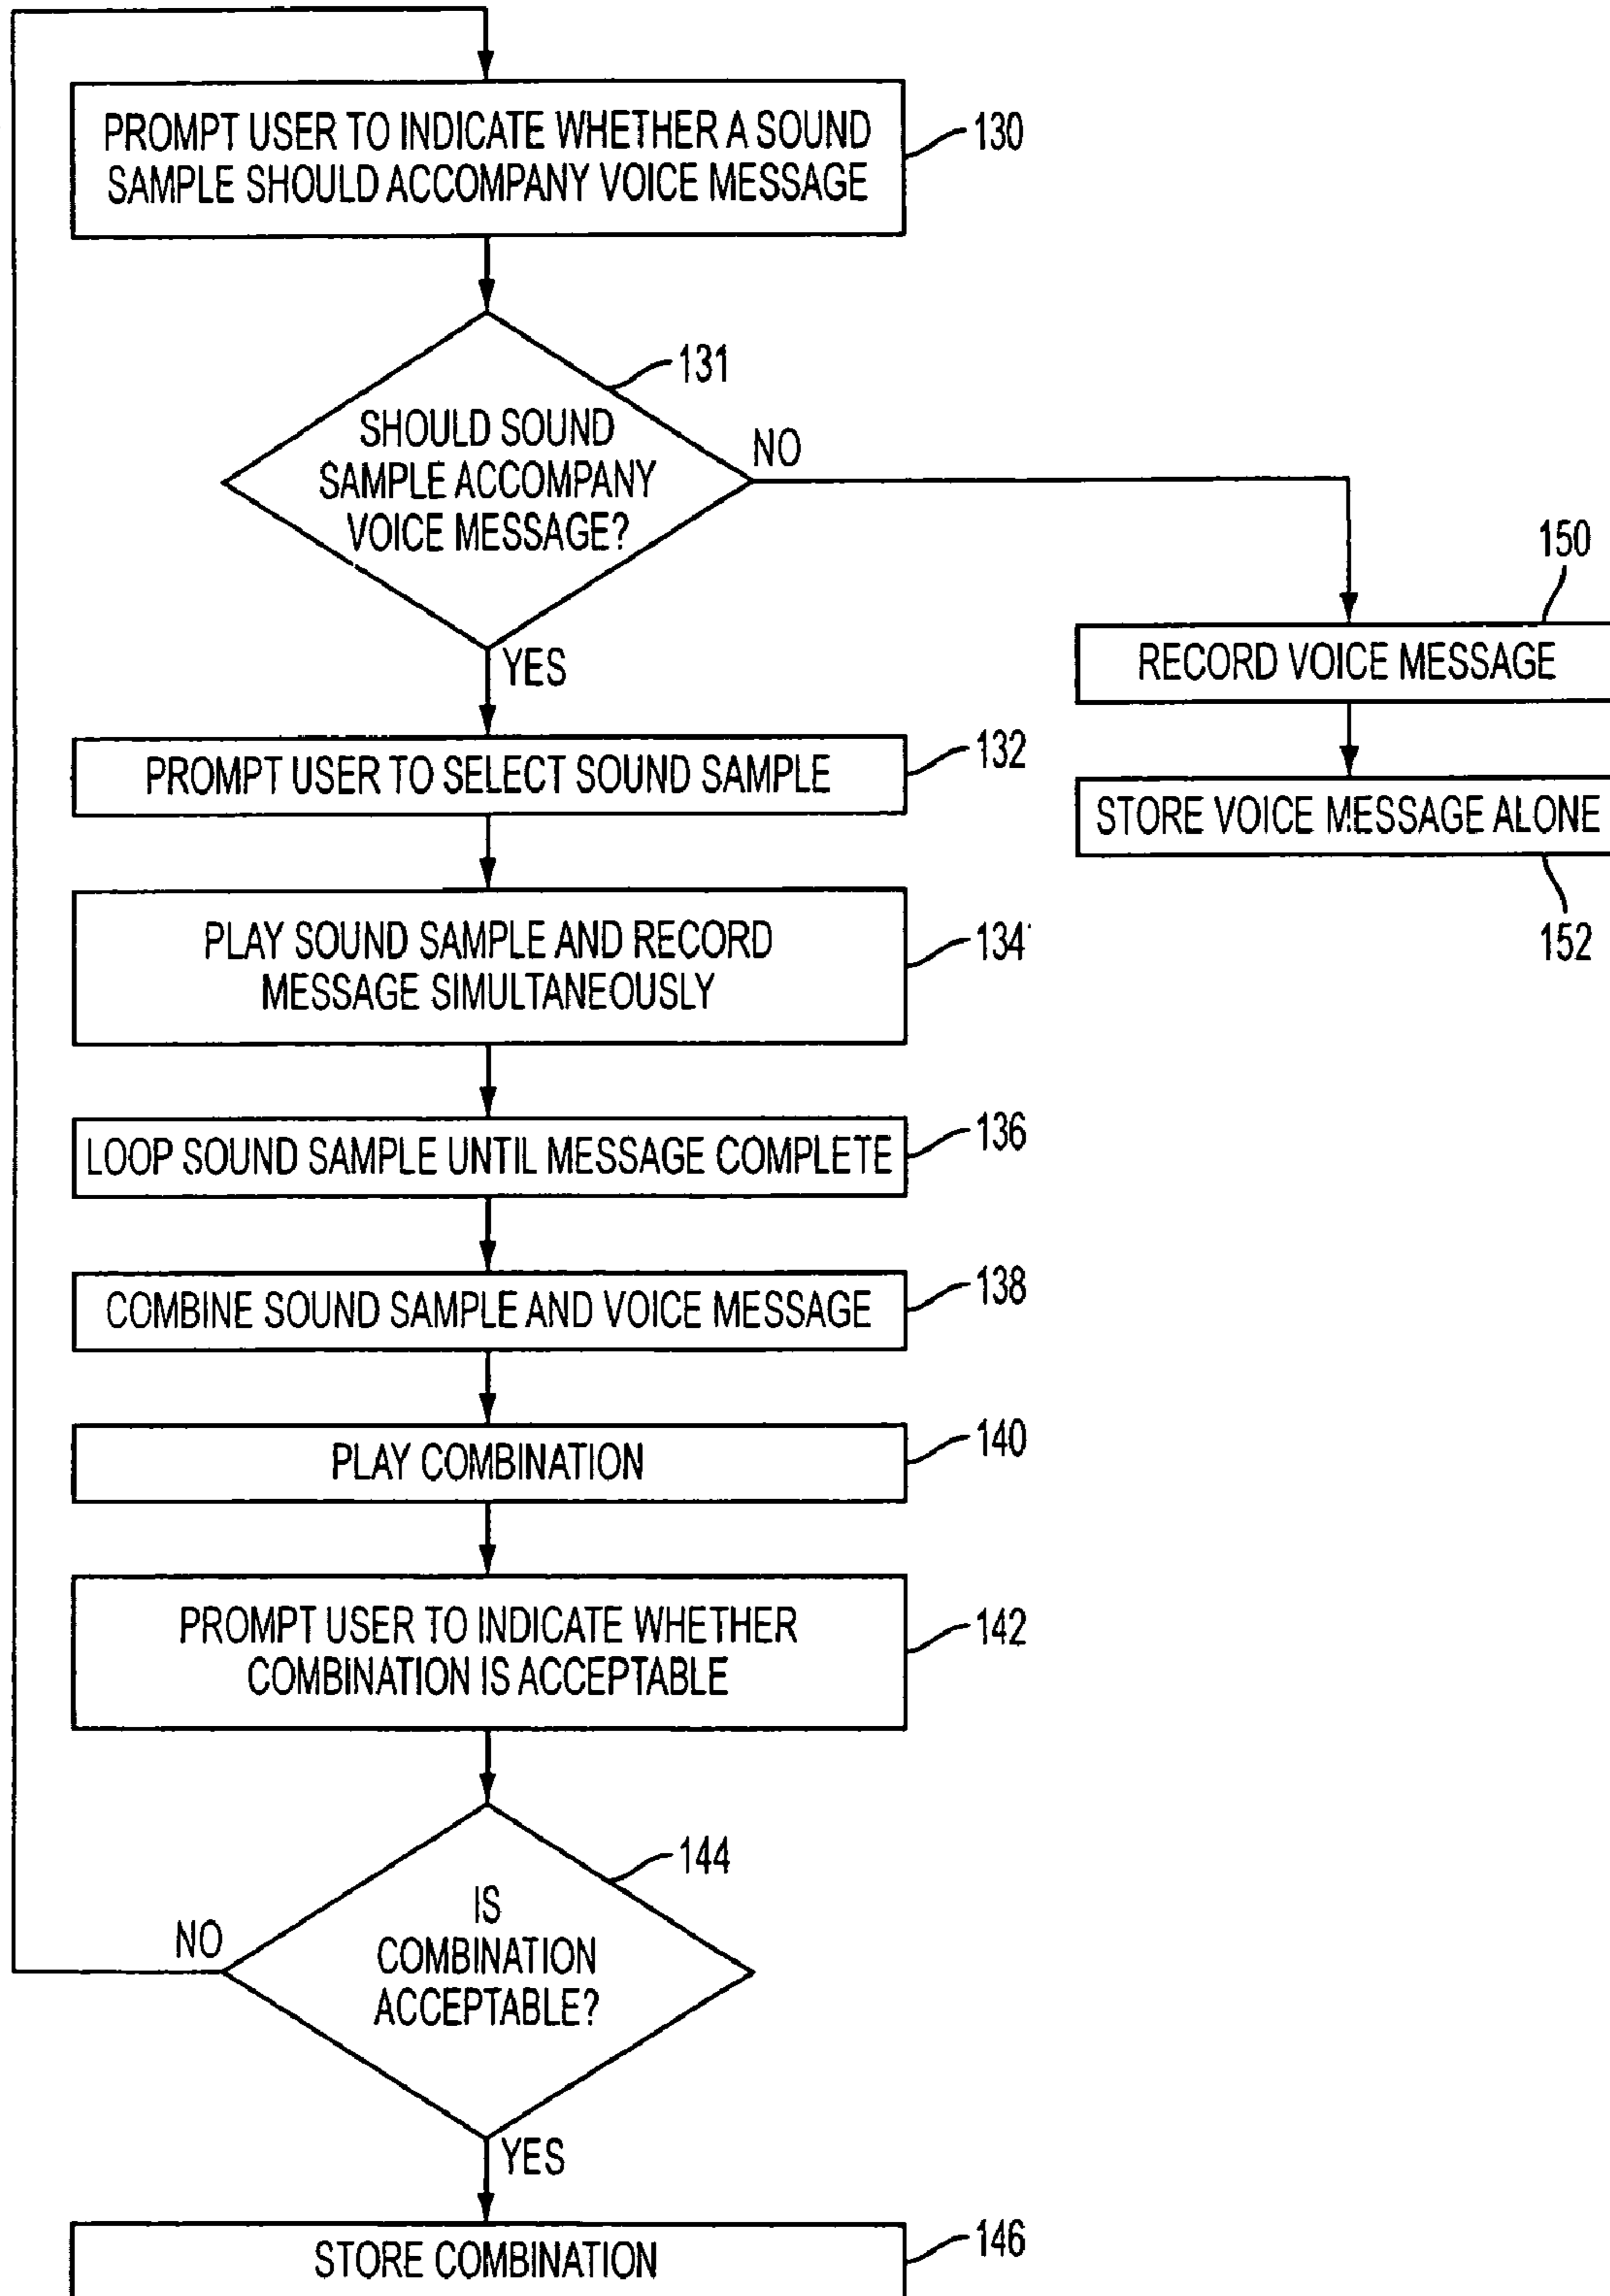 PROMPT USER TO INDICATE WHETHER A SOUND
SAMPLE SHOULD ACCOMPANY VOICE MESSAGE
130
131
SHOULD SOUND
SAMPLE ACCOMPANY
VOICE MESSAGE?
NO
YES
150
RECORD VOICE MESSAGE
STORE VOICE MESSAGE ALONE
152
PROMPT USER TO SELECT SOUND SAMPLE
132
PLAY SOUND SAMPLE AND RECORD
MESSAGE SIMULTANEOUSLY
134
LOOP SOUND SAMPLE UNTIL MESSAGE COMPLETE
136
COMBINE SOUND SAMPLE AND VOICE MESSAGE
138
PLAY COMBINATION
140
PROMPT USER TO INDICATE WHETHER
COMBINATION IS ACCEPTABLE
142
144
IS
COMBINATION
ACCEPTABLE?
NO
YES
STORE COMBINATION
146